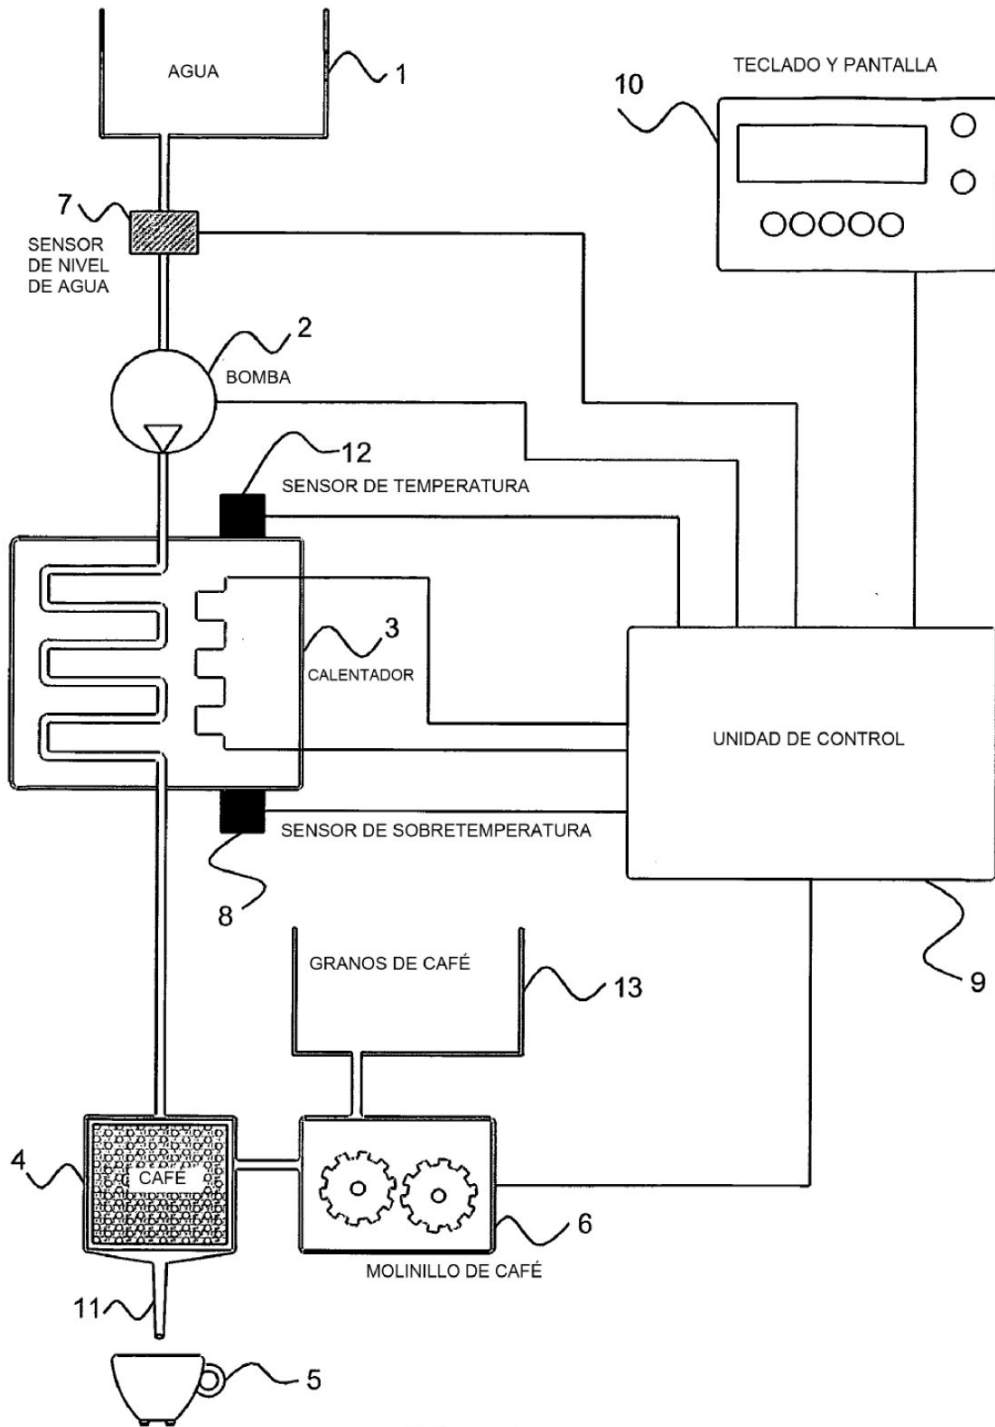 AGUA
1
TECLADO Y PANTALLA
10
7
SENSOR
DE NIVEL
DE AGUA
2
BOMBA
12
SENSOR DE TEMPERATURA
3
CALENTADOR
UNIDAD DE CONTROL
SENSOR DE SOBRETEMPERATURA
8
GRANOS DE CAFÉ
13
9
4
CAFÉ
6
MOLINILLO DE CAFÉ
11
5